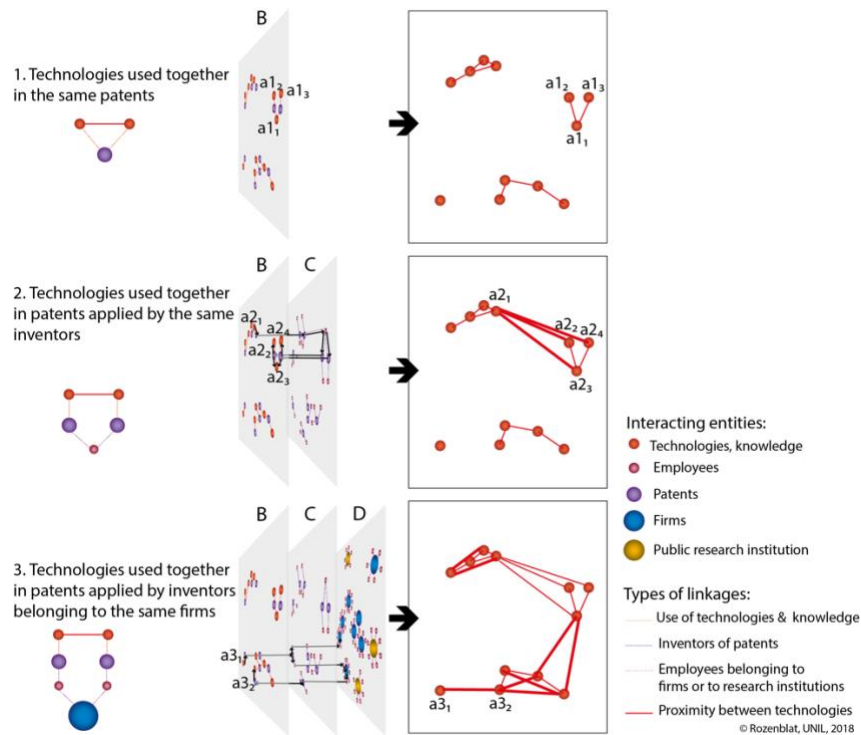 B
1. Technologies used together
in the same patents
a1₂
a1₃
a1₁
a1₂
a1₃
a1₁
B
C
2. Technologies used together
in patents applied by the same
inventors
a2₁
a2₄
a2₂
a2₃
a2₁
a2₂
a2₄
a2₃
B
C
D
3. Technologies used together
in patents applied by inventors
belonging to the same firms
a3₁
a3₂
a3₁
a3₂
Interacting entities:
Technologies, knowledge
Employees
Patents
Firms
Public research institution
Types of linkages:
Use of technologies & knowledge
Inventors of patents
Employees belonging to
firms or to research institutions
Proximity between technologies
© Rozenblat, UNIL, 2018